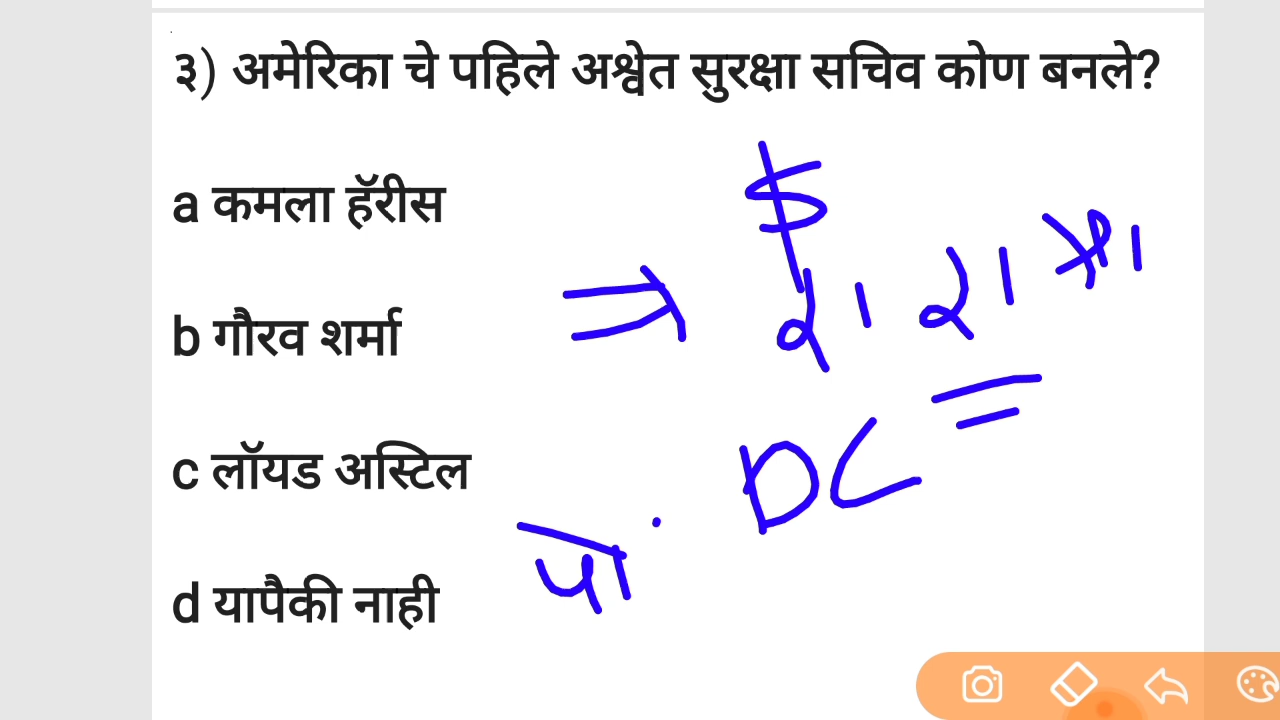 ३) अमेरिका चे पहिले अश्वेत सुरक्षा सचिव कोण बनले?
a कमला हॅरीस
b गौरव शर्मा
c लॉयड अस्टिल
d यापैकी नाही
$
DC